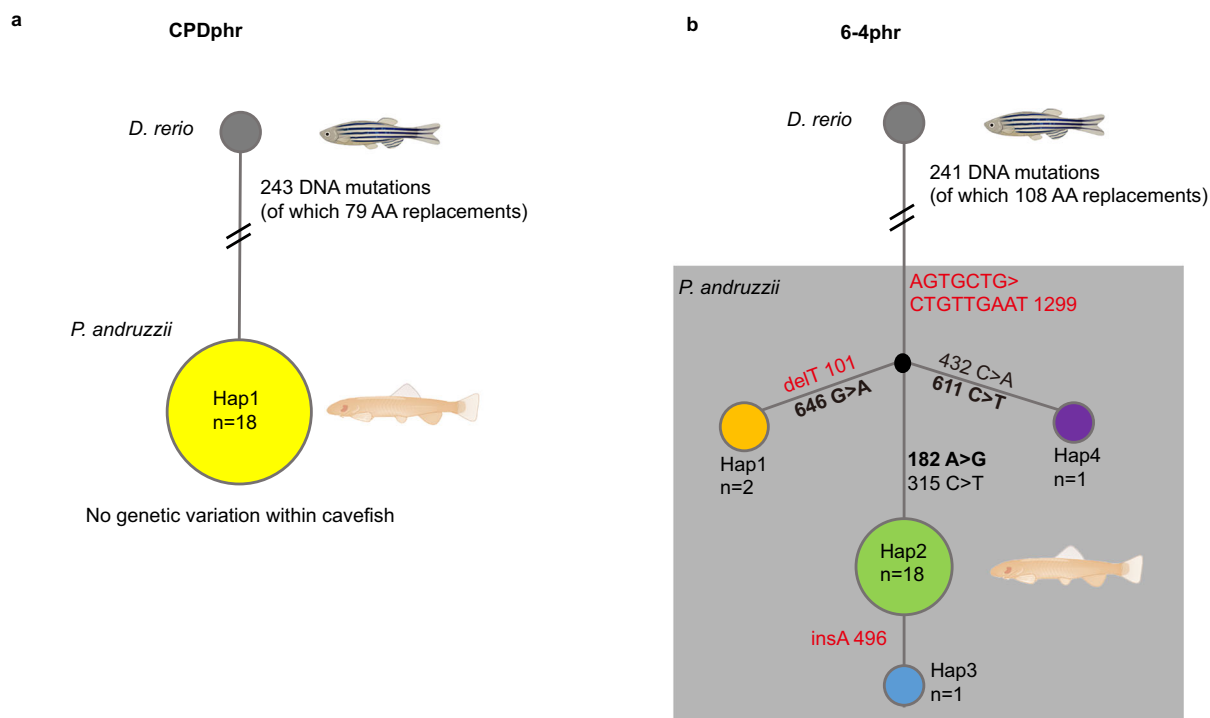 a
CPDphr
D. rerio
243 DNA mutations
(of which 79 AA replacements)
P. andruzzii
Hap1
n=18
No genetic variation within cavefish
b
6-4phr
D. rerio
241 DNA mutations
(of which 108 AA replacements)
P. andruzzii
AGTGCTG>
CTGTTGAAT 1299
delT 101
646 G>A
432 C>A
611 C>T
Hap1
n=2
Hap4
n=1
182 A>G
315 C>T
Hap2
n=18
insA 496
Hap3
n=1